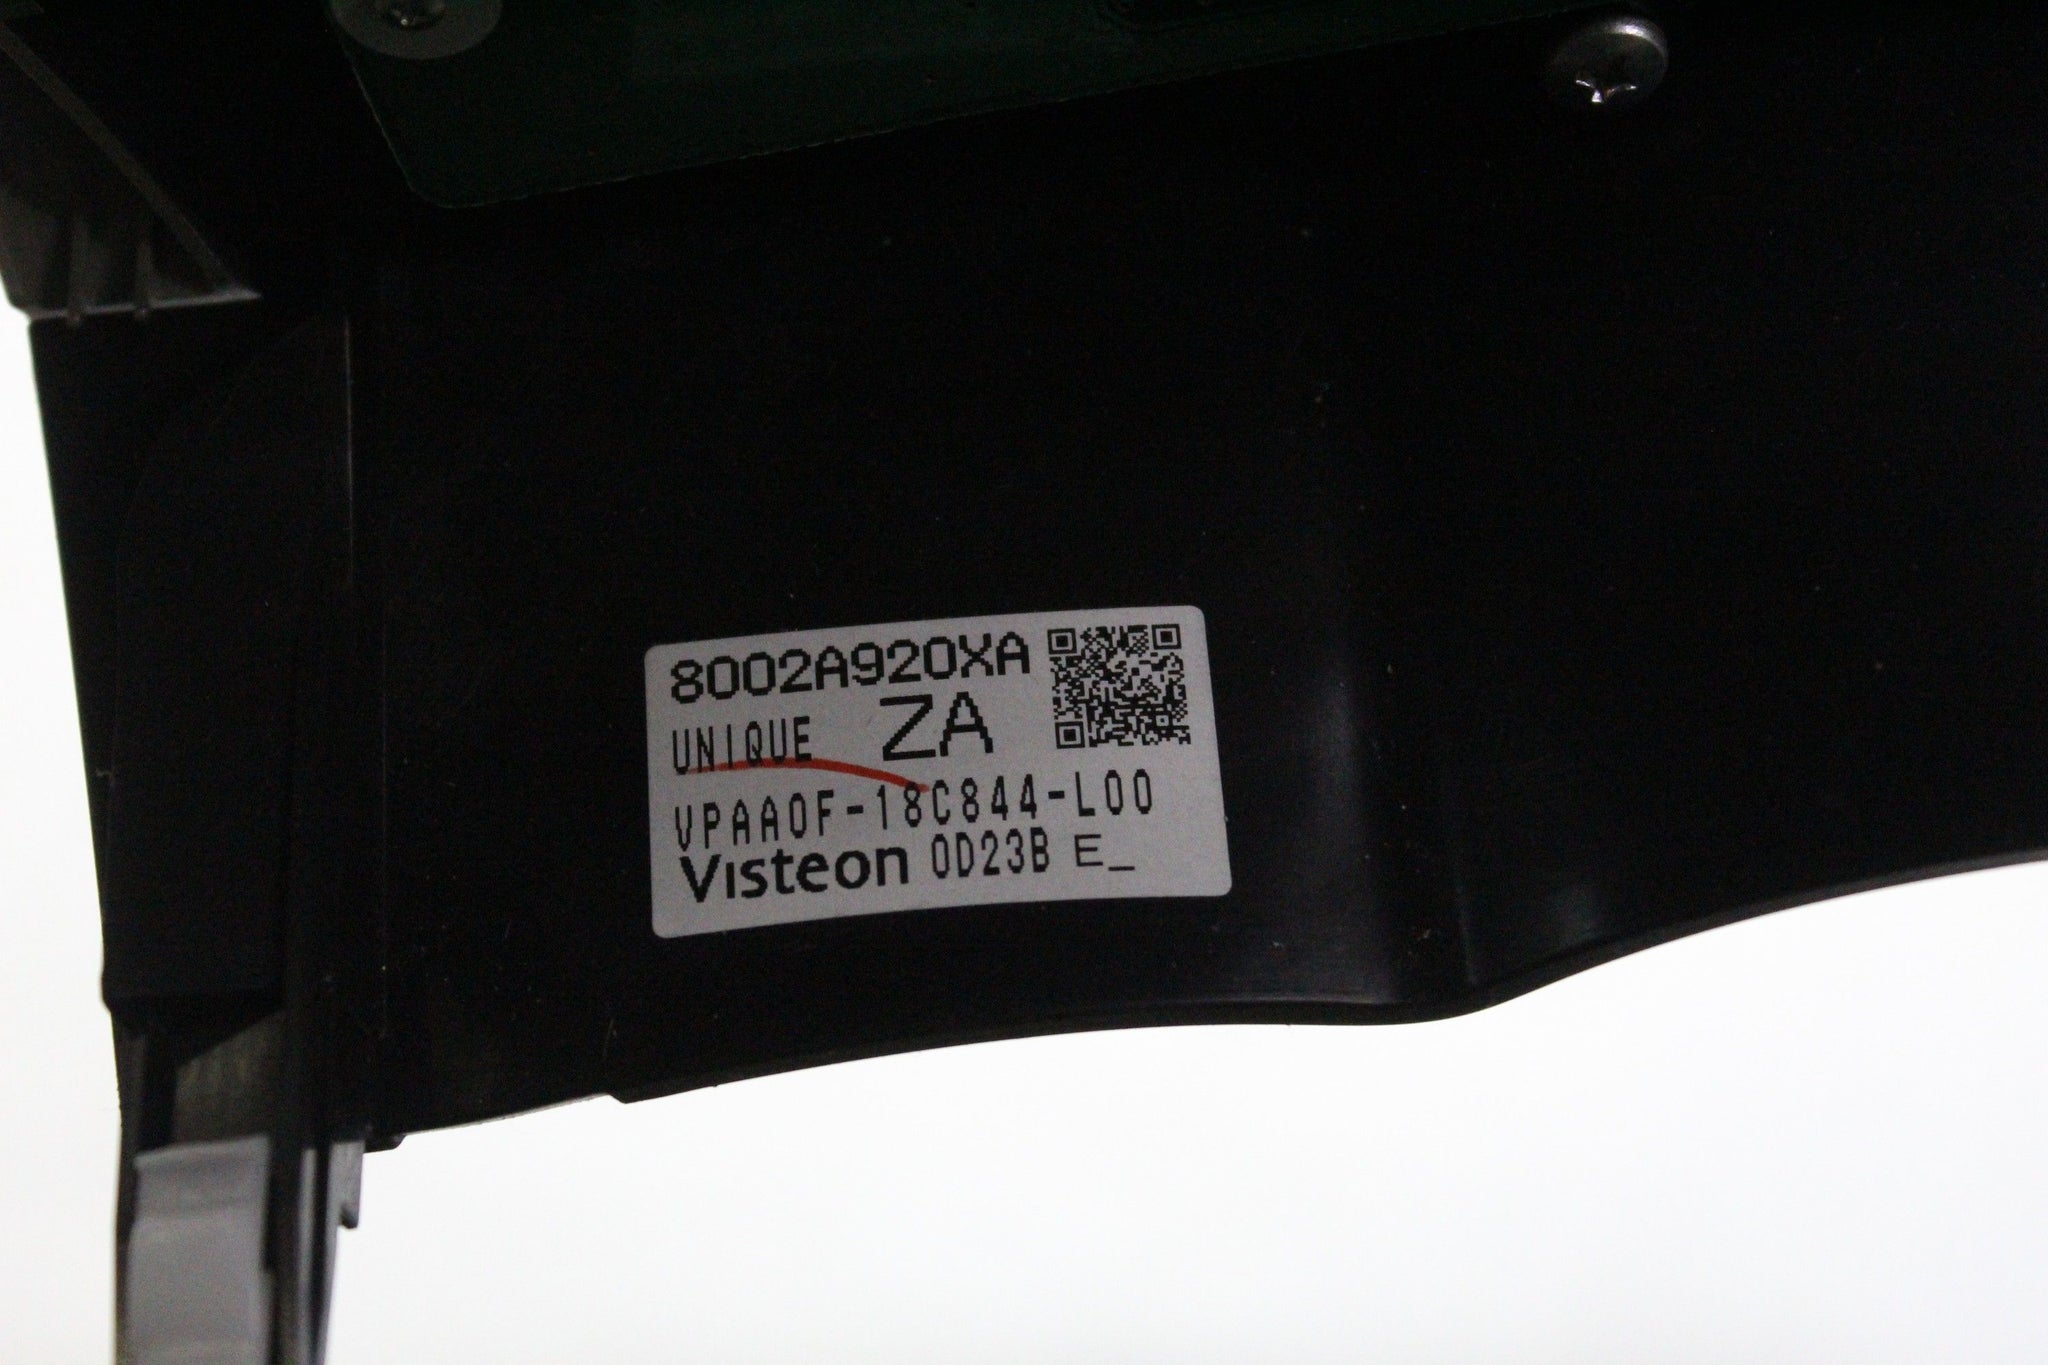 8002A920XA
UNIQUE ZA
VPAA0F-18C844-L00
Visteon 0D23B E_